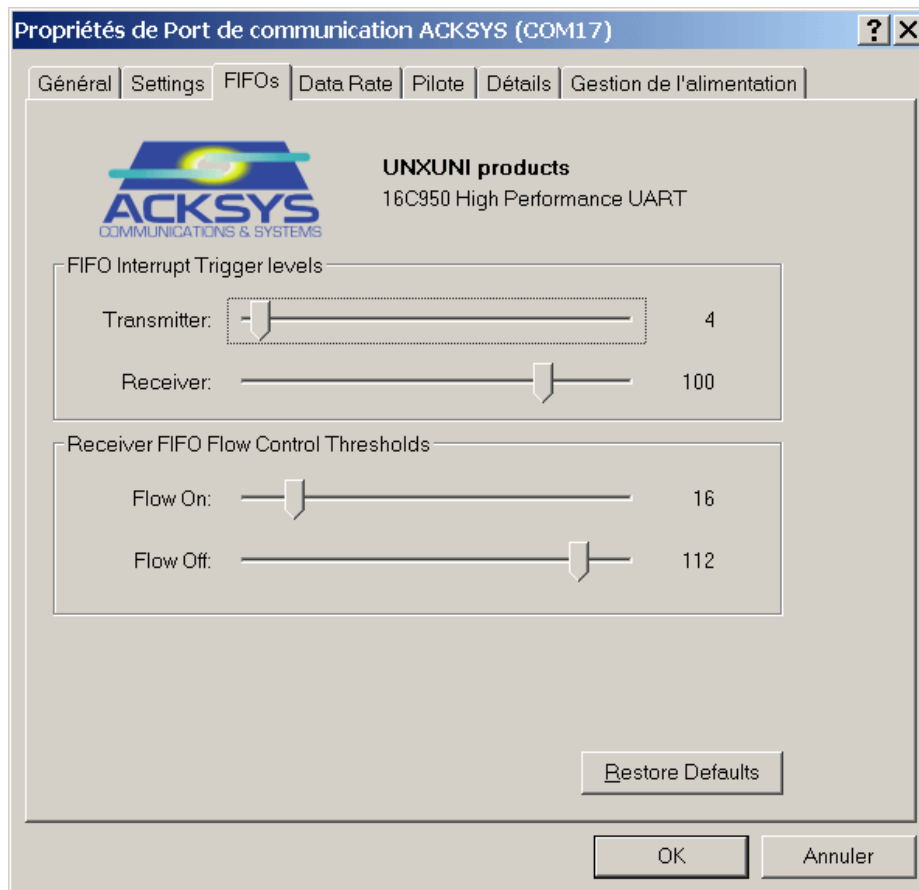 Propriétés de Port de communication ACKSYS (COM17)
Général Settings FIFOs Data Rate Pilote Détails Gestion de l'alimentation
ACKSYS
COMMUNICATIONS & SYSTEMS
UNXUNI products
16C950 High Performance UART
FIFO Interrupt Trigger levels
Transmitter: 4
Receiver: 100
Receiver FIFO Flow Control Thresholds
Flow On: 16
Flow Off: 112
Restore Defaults
OK Annuler